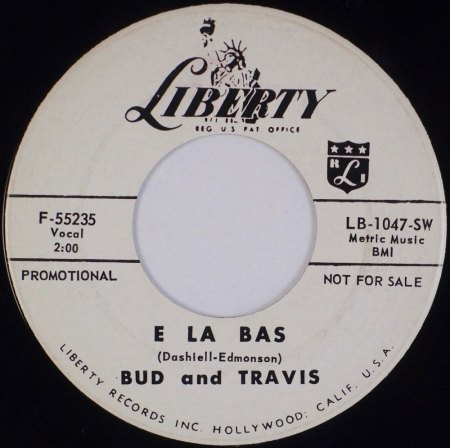 LIBERTY
REG US PAT OFFICE
R L I
F-55235
Vocal
2:00
LB-1047-SW
Metric Music
BMI
PROMOTIONAL
NOT FOR SALE
E LA BAS
(Dashiell-Edmonson)
BUD and TRAVIS
LIBERTY RECORDS INC. HOLLYWOOD, CALIF. U.S.A.